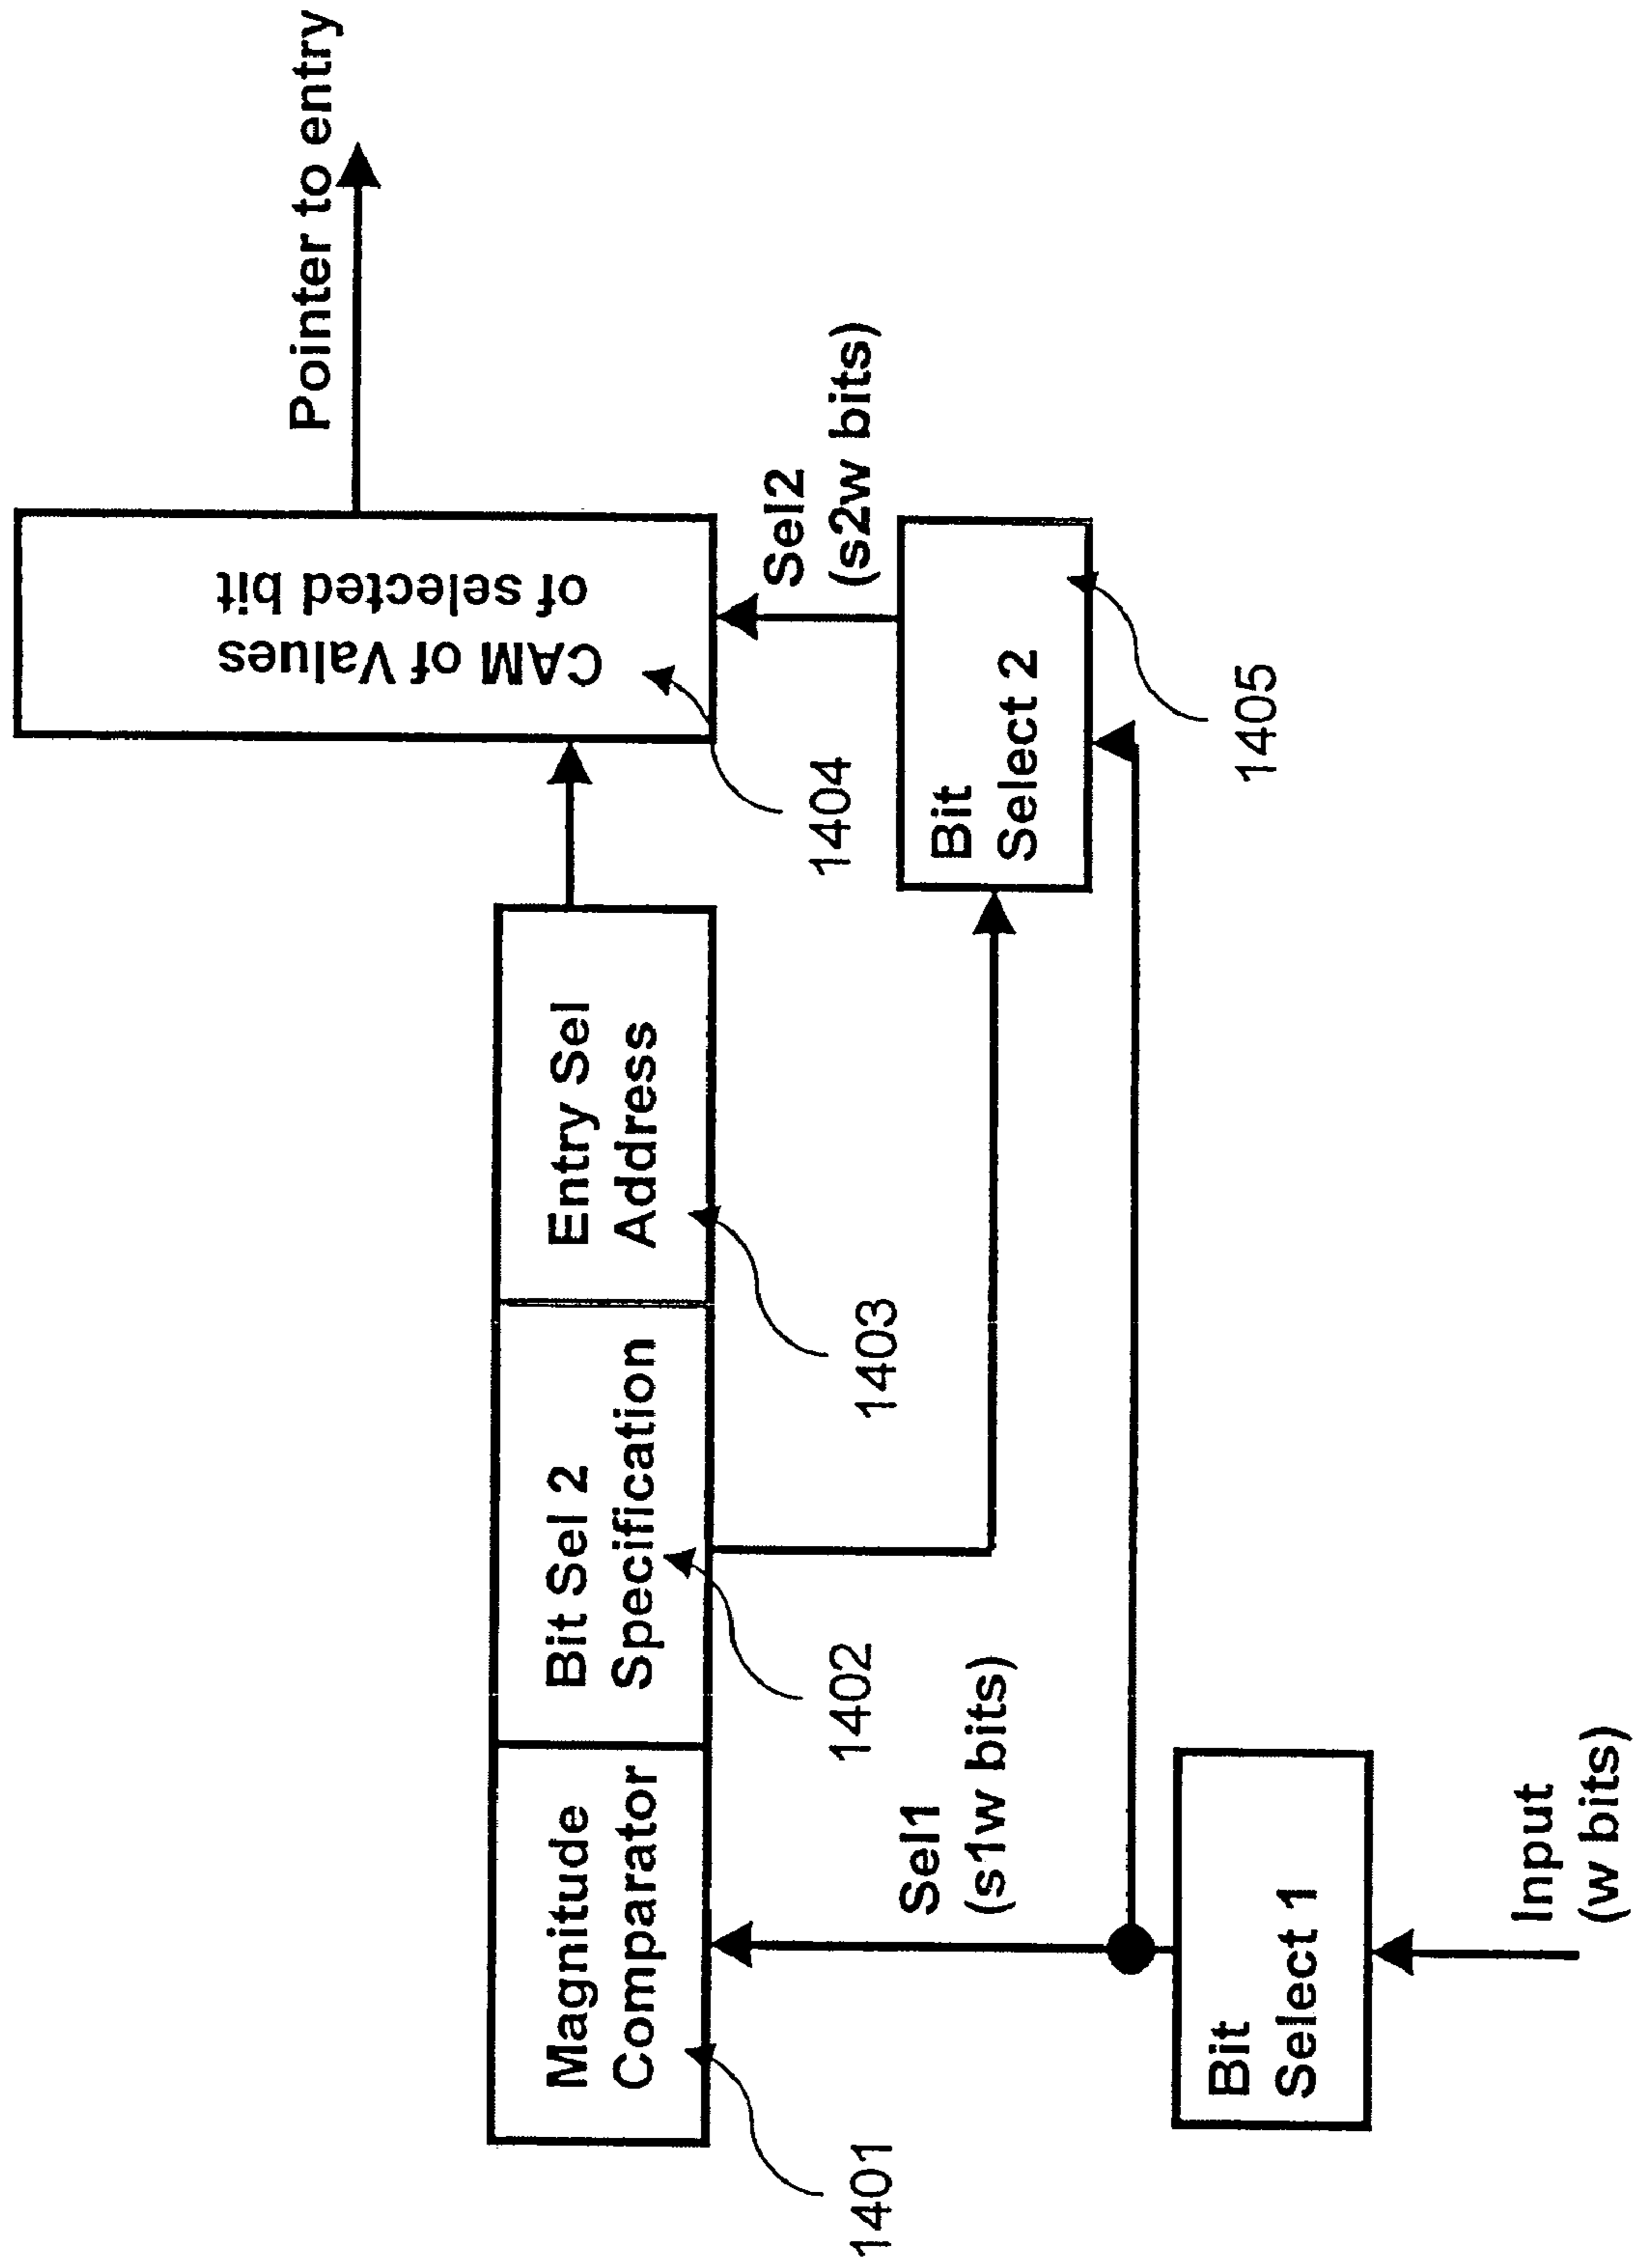 Pointer to entry
CAM of Values
of selected bit
1404
Sel2
(s2w bits)
Magnitude
Comparator
1401
Bit Sel 2
Specification
1402
Entry Sel
Address
1403
Bit
Select 2
1405
Sel1
(s1w bits)
Bit
Select 1
Input
(w bits)